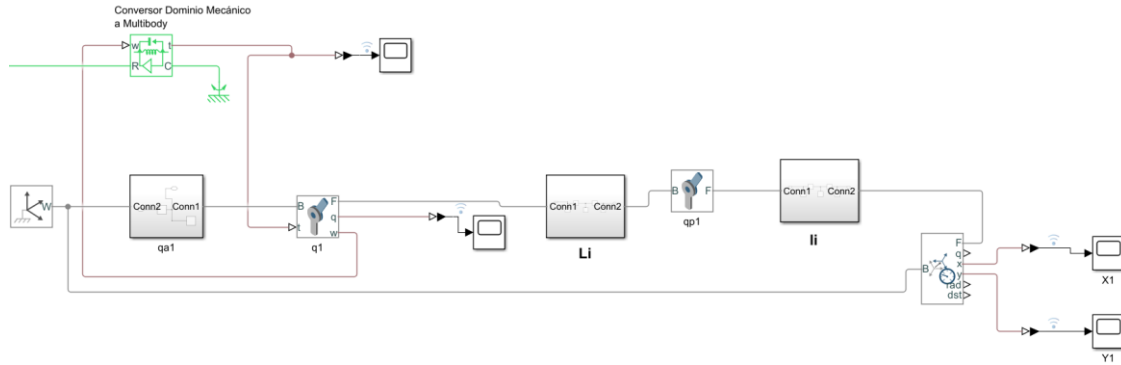 Conversor Dominio Mecánico
a Multibody
w
t
R
C
W
Conn2
Conn1
qa1
B
F
q
t
w
q1
Conn1
Conn2
Li
B
F
qp1
Conn1
Conn2
li
B
F
q
x
y
rad
dst
X1
Y1